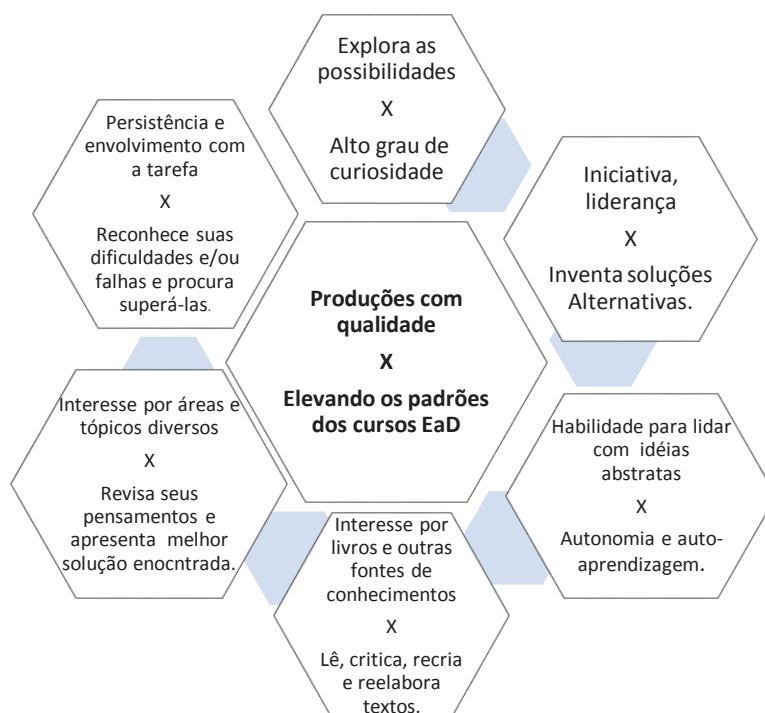 Explora as
possibilidades
X
Alto grau de
curiosidade
Iniciativa,
liderança
X
Inventa soluções
Alternativas.
Habilidade para lidar
com idéias
abstratas
X
Autonomia e auto-
aprendizagem.
Interesse por
livros e outras
fontes de
conhecimentos
X
Lê, critica, recria
e reelabora
textos.
Interesse por áreas e
tópicos diversos
X
Revisa seus
pensamentos e
apresenta melhor
solução enocntrada.
Persistência e
envolvimento com
a tarefa
X
Reconhece suas
dificuldades e/ou
falhas e procura
superá-las.
Produções com
qualidade
X
Elevando os padrões
dos cursos EaD